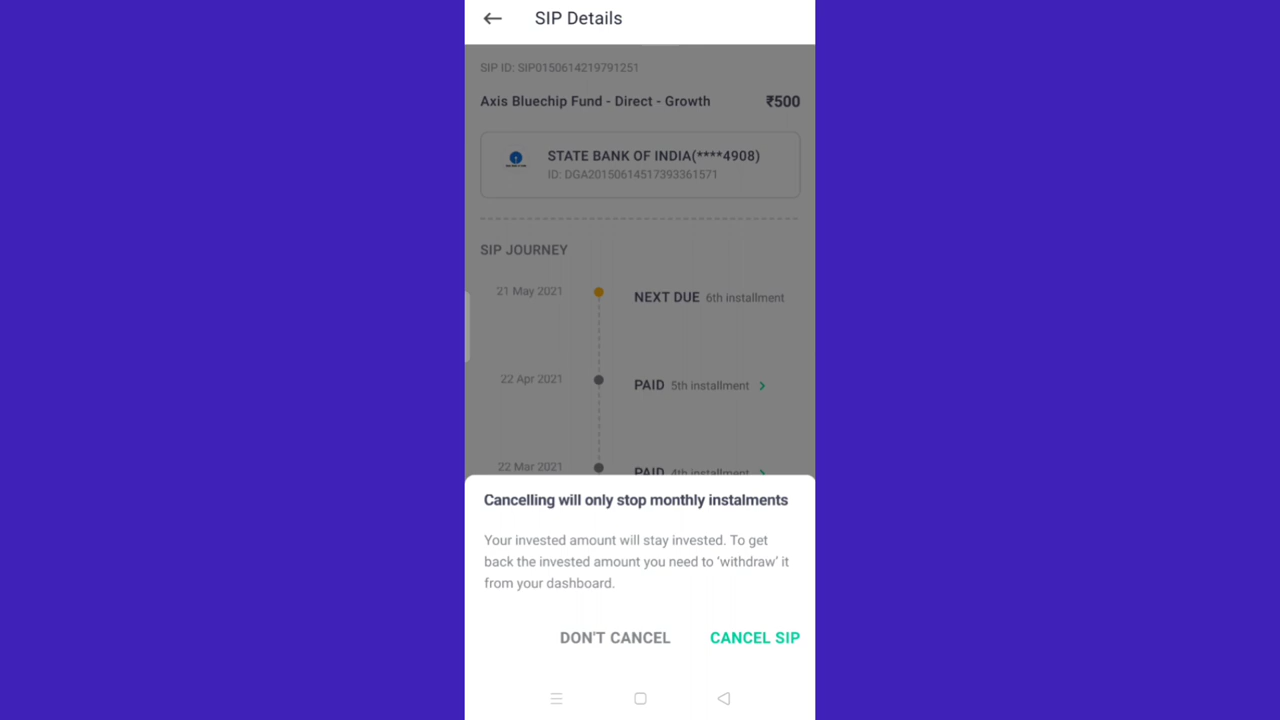 SIP Details
SIP ID: SIP0150614219791251
Axis Bluechip Fund - Direct - Growth ₹500
STATE BANK OF INDIA(****4908)
ID: DGA20150614517393361571
SIP JOURNEY
21 May 2021 NEXT DUE 6th installment
22 Apr 2021 PAID 5th installment
22 Mar 2021 PAID 4th installment
Cancelling will only stop monthly instalments
Your invested amount will stay invested. To get
back the invested amount you need to ‘withdraw’ it
from your dashboard.
DON'T CANCEL CANCEL SIP